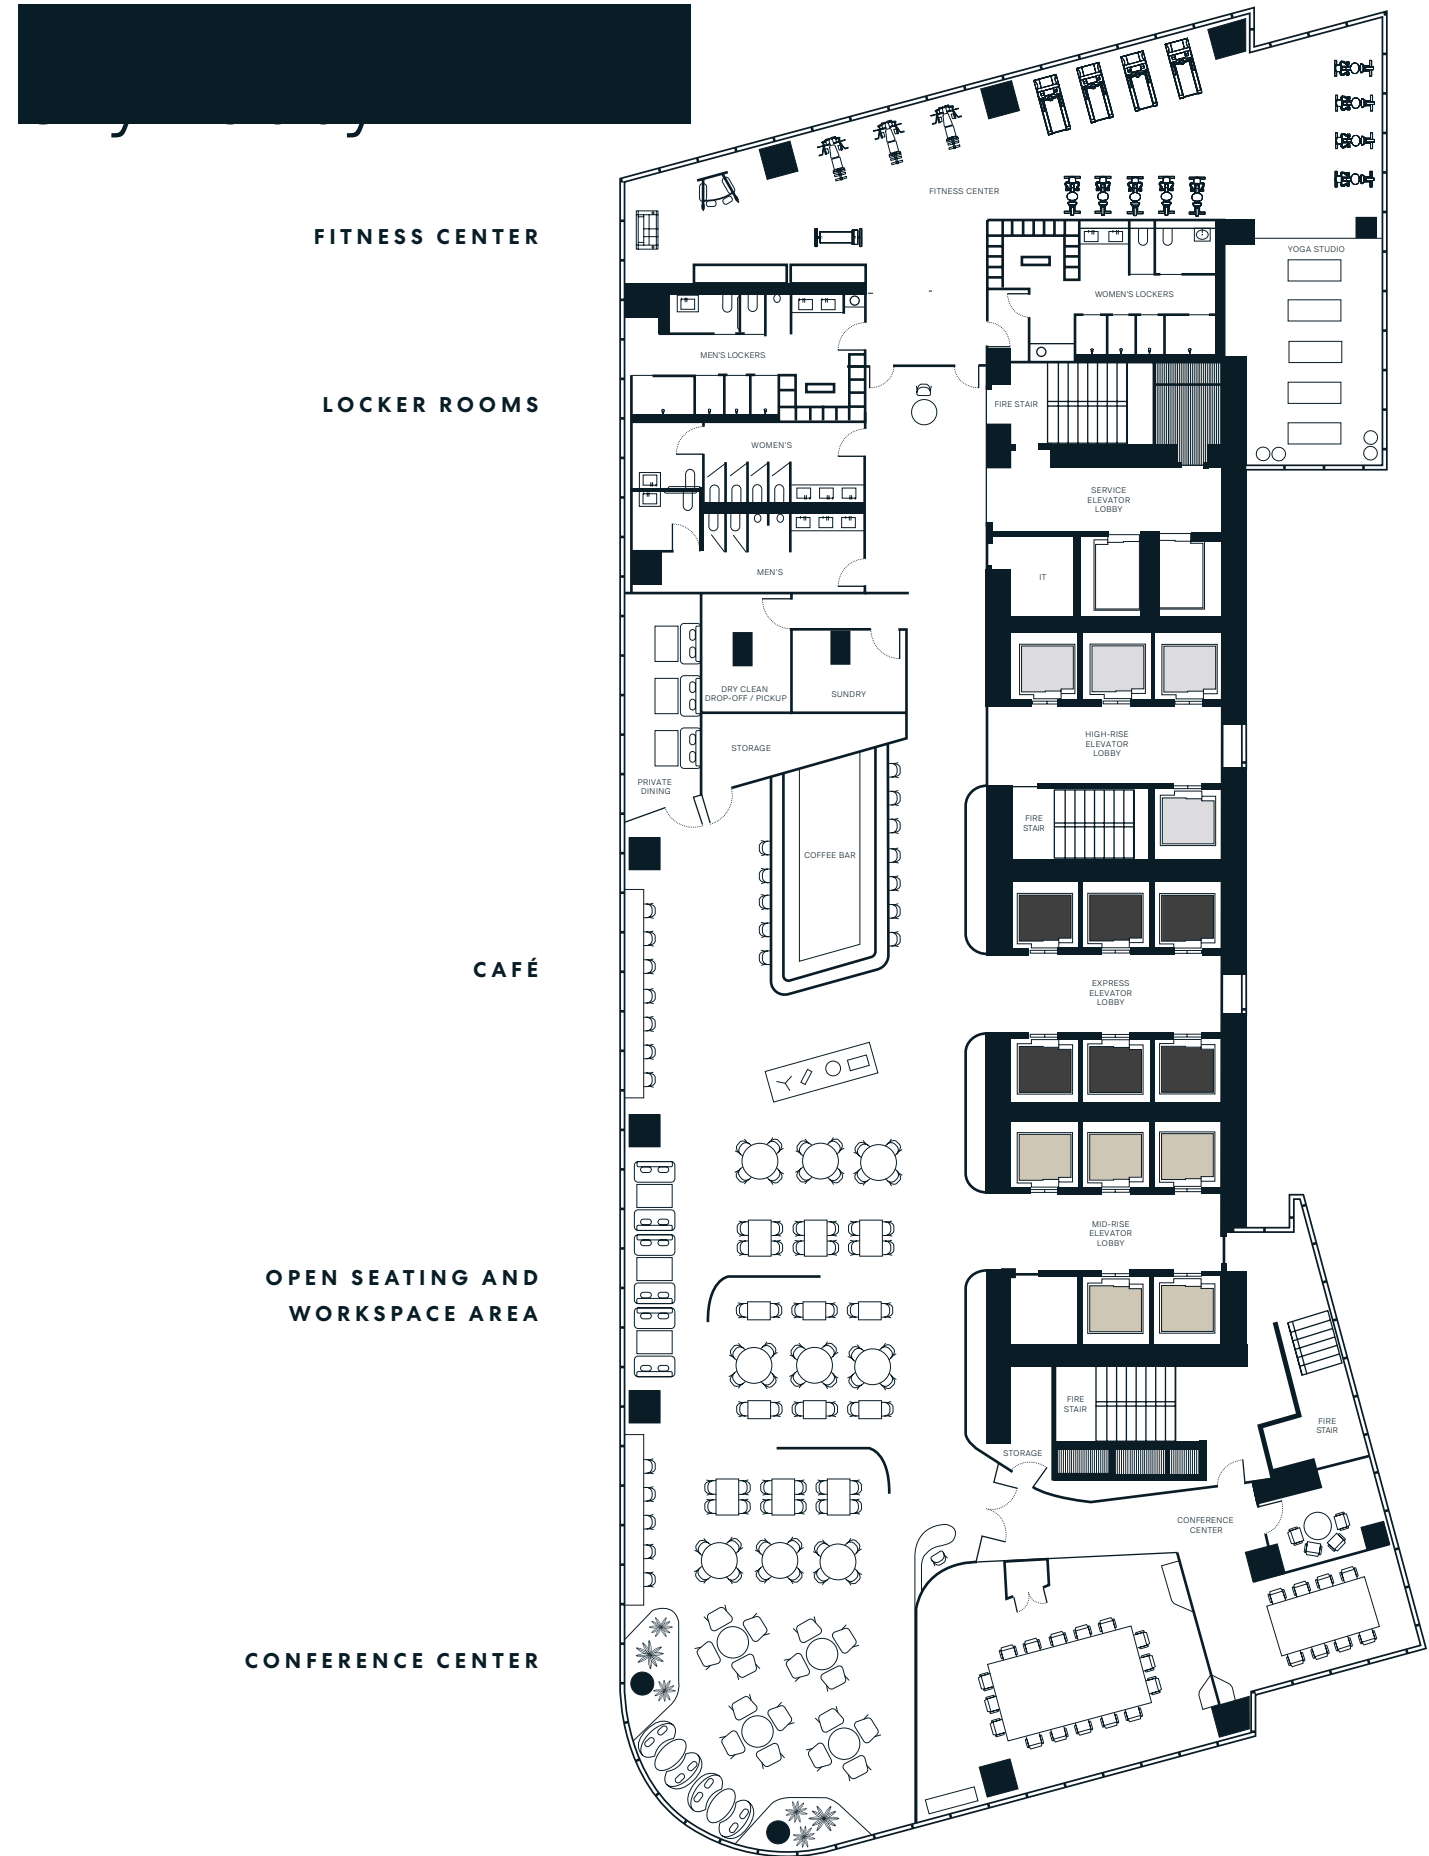 FITNESS CENTER
YOGA STUDIO
FITNESS CENTER
WOMEN'S LOCKERS
MEN'S LOCKERS
LOCKER ROOMS
FIRE STAIR
WOMEN'S
SERVICE
ELEVATOR
LOBBY
MEN'S
IT
DRY CLEAN
DROP-OFF / PICKUP
SUNDRY
STORAGE
HIGH-RISE
ELEVATOR
LOBBY
PRIVATE
DINING
FIRE
STAIR
COFFEE BAR
CAFÉ
EXPRESS
ELEVATOR
LOBBY
MID-RISE
ELEVATOR
LOBBY
OPEN SEATING AND
WORKSPACE AREA
FIRE
STAIR
FIRE
STAIR
STORAGE
CONFERENCE
CENTER
CONFERENCE CENTER